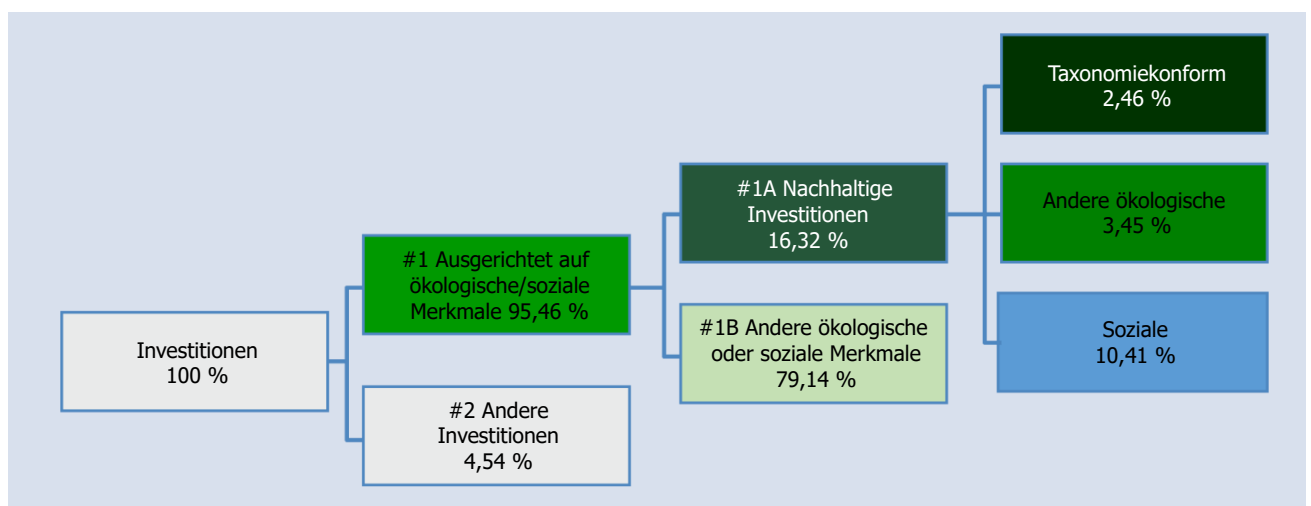 Investitionen
100 %
#1 Ausgerichtet auf
ökologische/soziale
Merkmale 95,46 %
#2 Andere
Investitionen
4,54 %
#1A Nachhaltige
Investitionen
16,32 %
#1B Andere ökologische
oder soziale Merkmale
79,14 %
Taxonomiekonform
2,46 %
Andere ökologische
3,45 %
Soziale
10,41 %